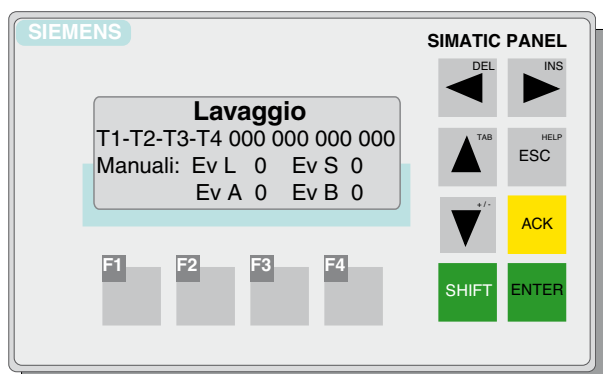 SIEMENS
SIMATIC PANEL
DEL
INS
Lavaggio
T1-T2-T3-T4 000 000 000 000
Manuali: Ev L 0 Ev S 0
Ev A 0 Ev B 0
TAB
HELP
ESC
+/-
ACK
F1 F2 F3 F4
SHIFT ENTER